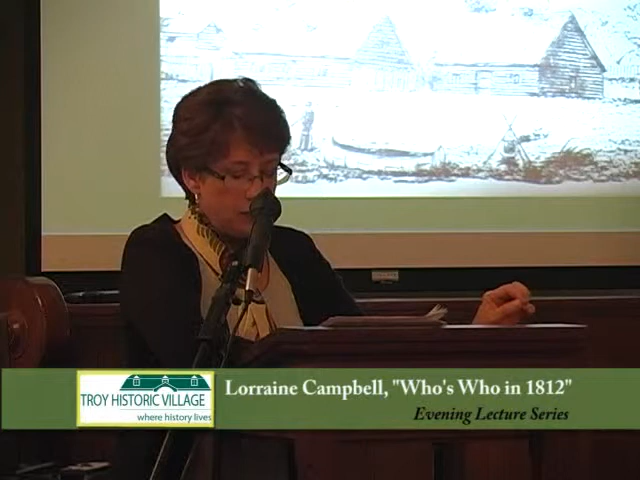 Lorraine Campbell, "Who's Who in 1812"
TROY HISTORIC VILLAGE
where history lives
Evening Lecture Series